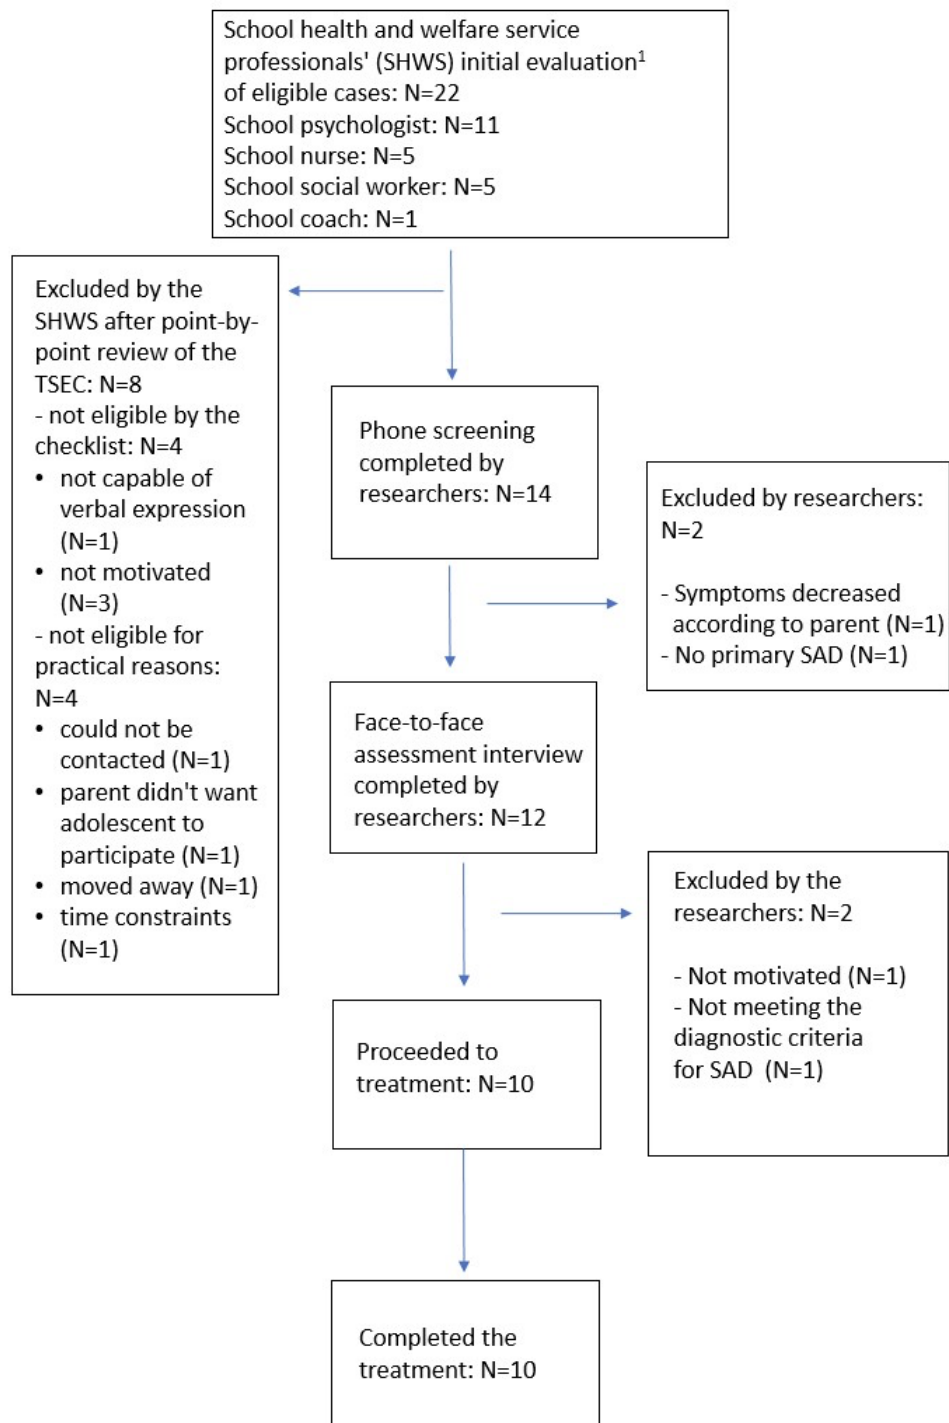 School health and welfare service
professionals' (SHWS) initial evaluation¹
of eligible cases: N=22
School psychologist: N=11
School nurse: N=5
School social worker: N=5
School coach: N=1
Excluded by the
SHWS after point-by-
point review of the
TSEC: N=8
- not eligible by the
checklist: N=4
• not capable of
verbal expression
(N=1)
• not motivated
(N=3)
- not eligible for
practical reasons:
N=4
• could not be
contacted (N=1)
• parent didn't want
adolescent to
participate (N=1)
• moved away (N=1)
• time constraints
(N=1)
Phone screening
completed by
researchers: N=14
Excluded by researchers:
N=2
- Symptoms decreased
according to parent (N=1)
- No primary SAD (N=1)
Face-to-face
assessment interview
completed by
researchers: N=12
Excluded by the
researchers: N=2
- Not motivated (N=1)
- Not meeting the
diagnostic criteria
for SAD (N=1)
Proceeded to
treatment: N=10
Completed the
treatment: N=10